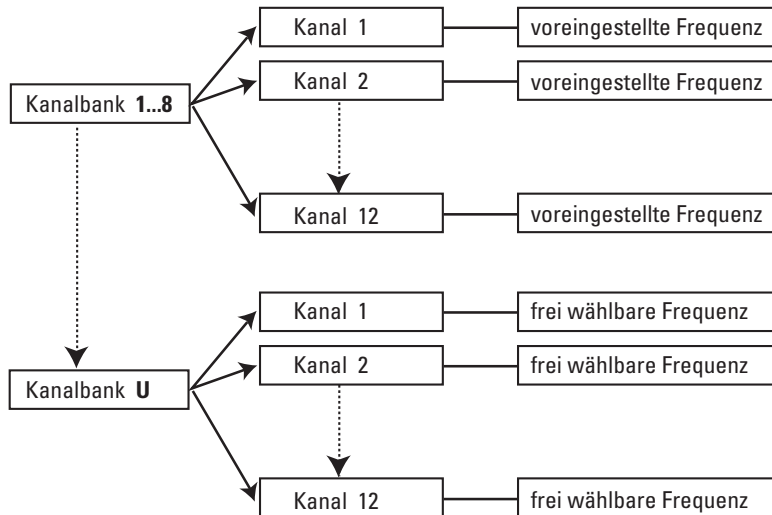 Kanal 1 voreingestellte Frequenz
Kanal 2 voreingestellte Frequenz
Kanalbank 1...8
Kanal 12 voreingestellte Frequenz
Kanal 1 frei wählbare Frequenz
Kanal 2 frei wählbare Frequenz
Kanalbank U
Kanal 12 frei wählbare Frequenz